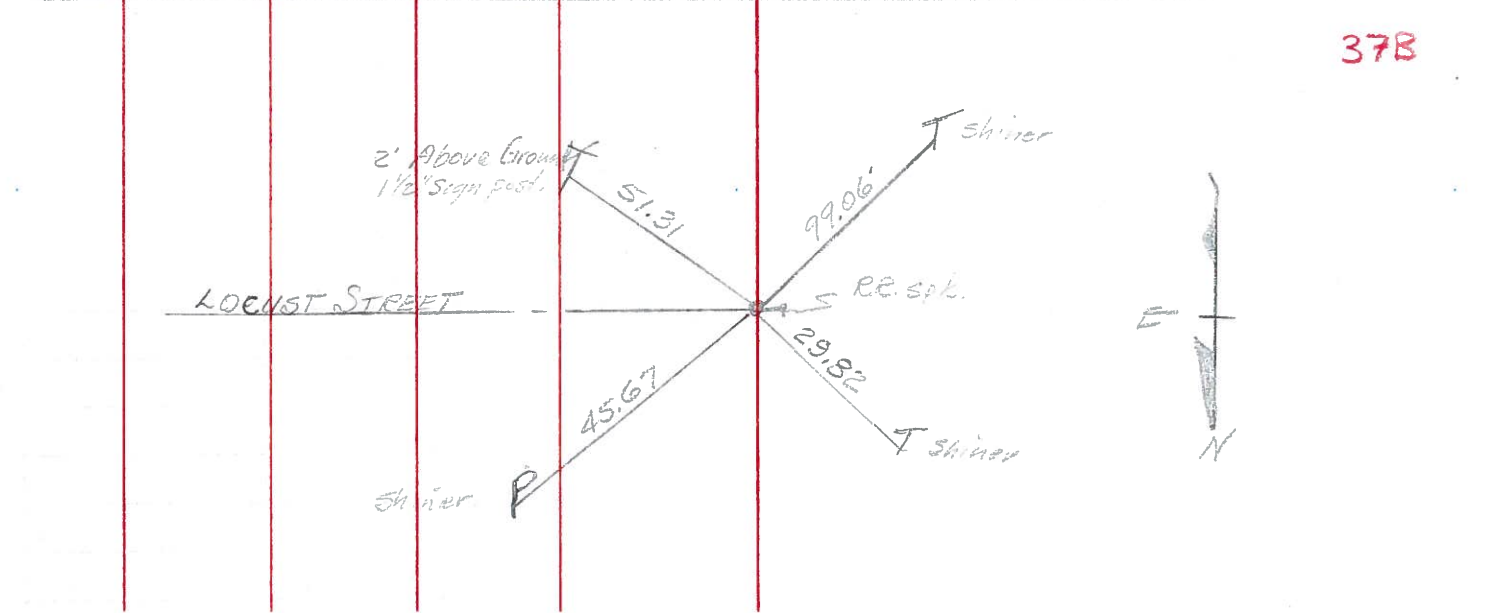 37B
shiner
2' Above Ground
1½" Sign post.
51.31
99.06'
LOCUST STREET
R.R. spk.
E
29.82
45.67
T shiner
N
shiner P